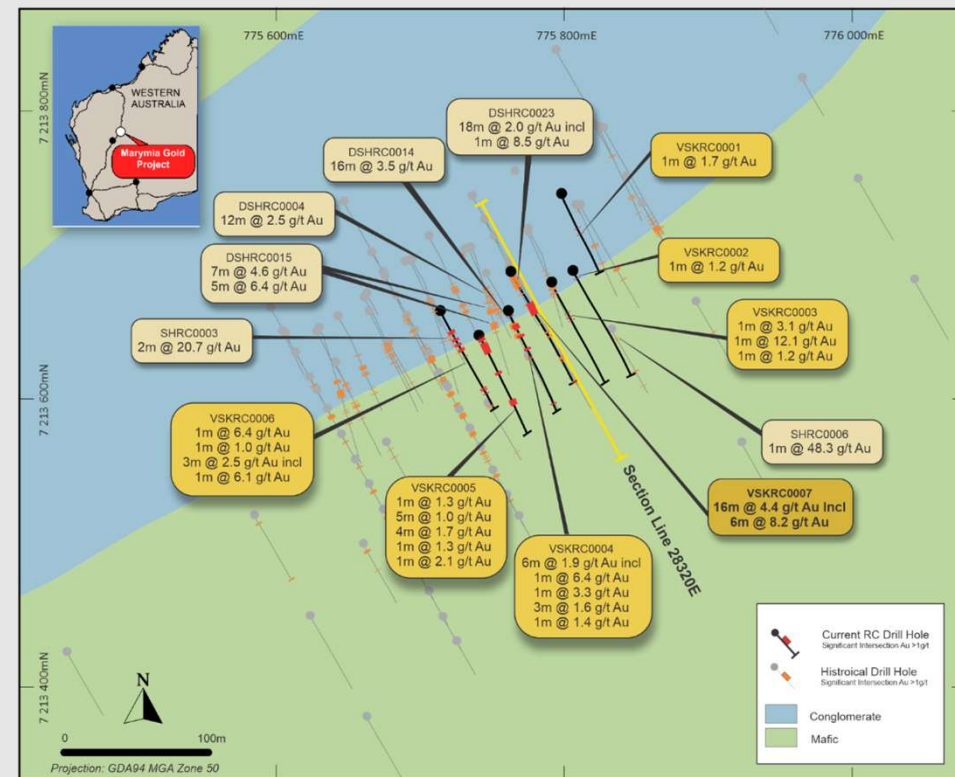 775 600mE
775 800mE
776 000mE
7 213 800mN
7 213 600mN
7 213 400mN
WESTERN
AUSTRALIA
Marymia Gold
Project
DSHRC0023
18m @ 2.0 g/t Au incl
1m @ 8.5 g/t Au
DSHRC0014
16m @ 3.5 g/t Au
VSKRC0001
1m @ 1.7 g/t Au
DSHRC0004
12m @ 2.5 g/t Au
VSKRC0002
1m @ 1.2 g/t Au
DSHRC0015
7m @ 4.6 g/t Au
5m @ 6.4 g/t Au
VSKRC0003
1m @ 3.1 g/t Au
1m @ 12.1 g/t Au
1m @ 1.2 g/t Au
SHRC0003
2m @ 20.7 g/t Au
VSKRC0006
1m @ 6.4 g/t Au
1m @ 1.0 g/t Au
3m @ 2.5 g/t Au incl
1m @ 6.1 g/t Au
SHRC0006
1m @ 48.3 g/t Au
VSKRC0005
1m @ 1.3 g/t Au
5m @ 1.0 g/t Au
4m @ 1.7 g/t Au
1m @ 1.3 g/t Au
1m @ 2.1 g/t Au
VSKRC0007
16m @ 4.4 g/t Au Incl
6m @ 8.2 g/t Au
VSKRC0004
6m @ 1.9 g/t Au incl
1m @ 6.4 g/t Au
1m @ 3.3 g/t Au
3m @ 1.6 g/t Au
1m @ 1.4 g/t Au
Section Line 28320E
Current RC Drill Hole
Significant Intersection Au >1g/t
Histroical Drill Hole
Significant Intersection Au >1g/t
Conglomerate
Mafic
N
0 100m
Projection: GDA94 MGA Zone 50